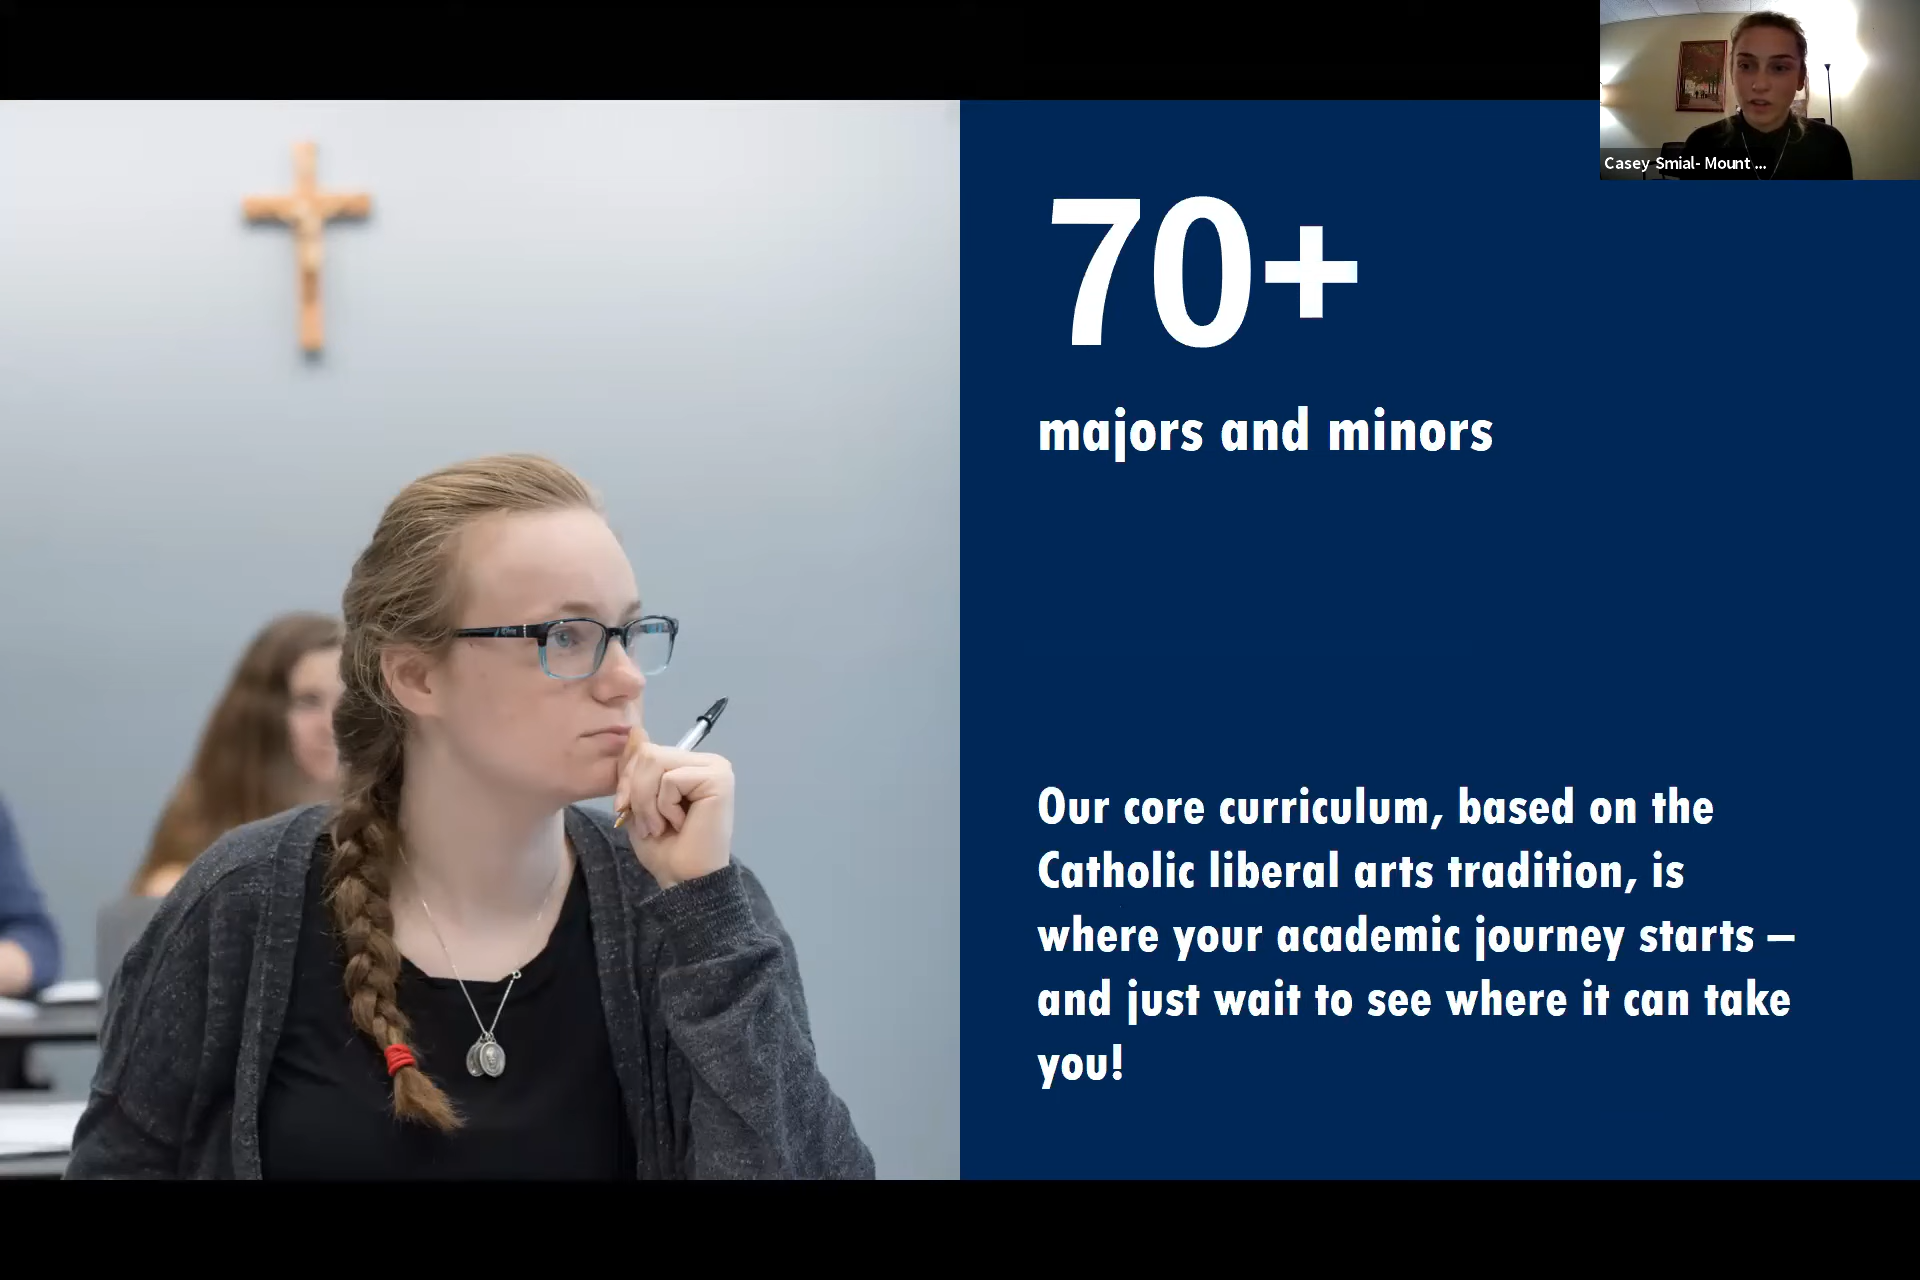 Casey Smial- Mount ...
70+
majors and minors
Our core curriculum, based on the
Catholic liberal arts tradition, is
where your academic journey starts –
and just wait to see where it can take
you!